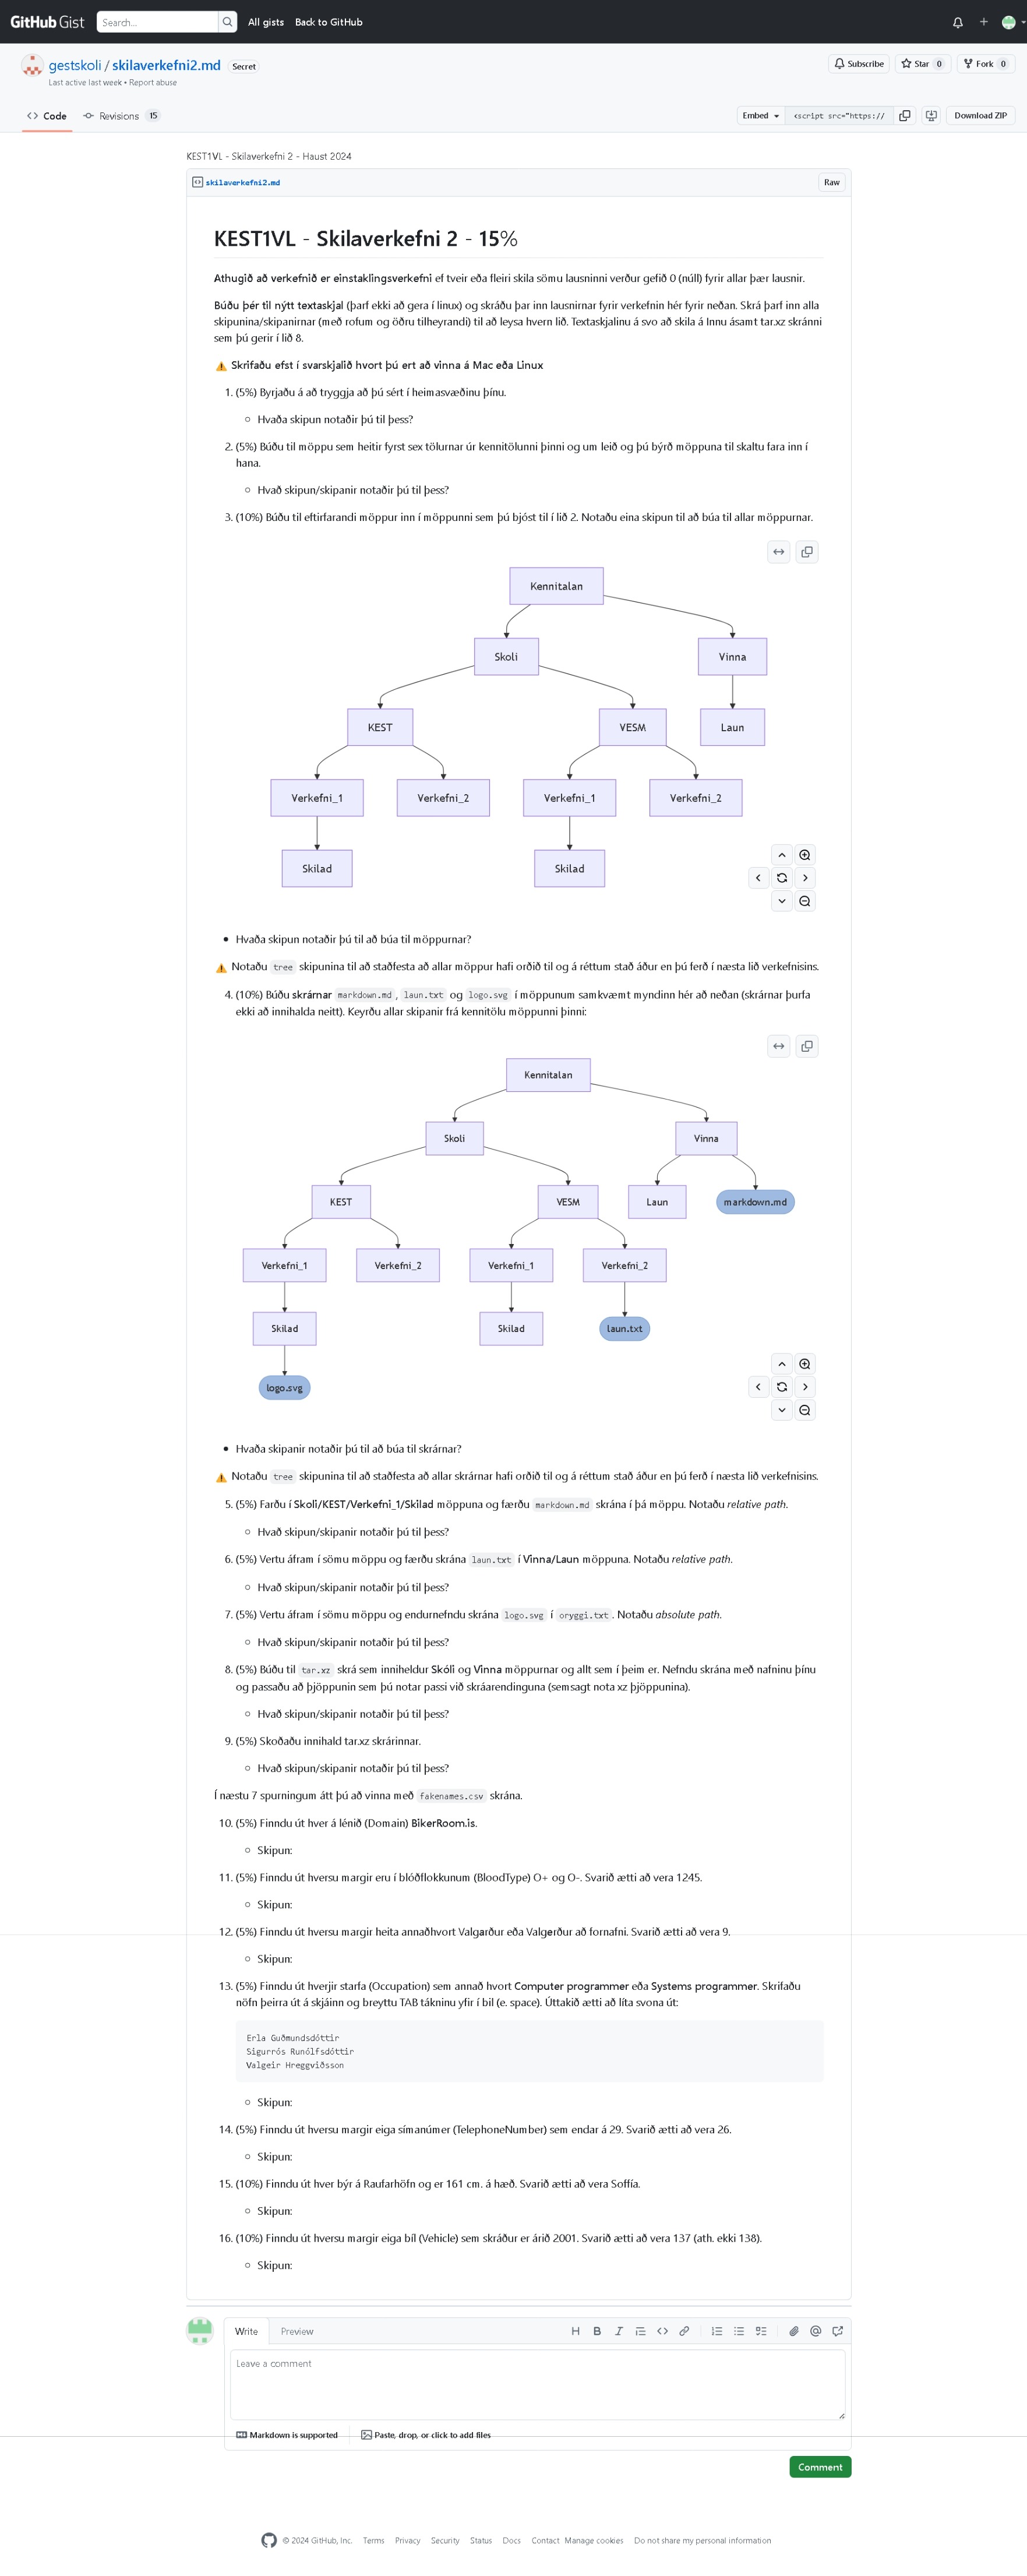 GitHub Gist
Search...
All gists
Back to GitHub
gestskoli / skilaverkefni2.md
Secret
Last active last week • Report abuse
Subscribe
Star 0
Fork 0
Code
Revisions 15
Embed
<script src="https://
Download ZIP
KEST1VL - Skilaverkefni 2 - Haust 2024
skilaverkefni2.md
Raw
KEST1VL - Skilaverkefni 2 - 15%
Athugið að verkefnið er einstaklingsverkefni ef tveir eða fleiri skila sömu lausninni verður gefið 0 (núll) fyrir allar þær lausnir.
Búðu þér til nýtt textaskjal (þarf ekki að gera í linux) og skráðu þar inn lausnirnar fyrir verkefnin hér fyrir neðan. Skrá þarf inn alla
skipunina/skipanirnar (með rofum og öðru tilheyrandi) til að leysa hvern lið. Textaskjalinu á svo að skila á Innu ásamt tar.xz skránni
sem þú gerir í lið 8.
⚠️ Skrifaðu efst í svarskjalið hvort þú ert að vinna á Mac eða Linux
1. (5%) Byrjaðu á að tryggja að þú sért í heimasvæðinu þínu.
Hvaða skipun notaðir þú til þess?
2. (5%) Búðu til möppu sem heitir fyrst sex tölurnar úr kennitölunni þinni og um leið og þú býrð möppuna til skaltu fara inn í
hana.
Hvað skipun/skipanir notaðir þú til þess?
3. (10%) Búðu til eftirfarandi möppur inn í möppunni sem þú bjóst til í lið 2. Notaðu eina skipun til að búa til allar möppurnar.
Kennitalan
Skoli
Vinna
KEST
VESM
Laun
Verkefni_1
Verkefni_2
Verkefni_1
Verkefni_2
Skilad
Skilad
Hvaða skipun notaðir þú til að búa til möppurnar?
⚠️ Notaðu tree skipunina til að staðfesta að allar möppur hafi orðið til og á réttum stað áður en þú ferð í næsta lið verkefnisins.
4. (10%) Búðu skrárnar markdown.md, laun.txt og logo.svg í möppunum samkvæmt myndinn hér að neðan (skrárnar þurfa
ekki að innihalda neitt). Keyrðu allar skipanir frá kennitölu möppunni þinni:
Kennitalan
Skoli
Vinna
KEST
VESM
Laun
markdown.md
Verkefni_1
Verkefni_2
Verkefni_1
Verkefni_2
Skilad
Skilad
laun.txt
logo.svg
Hvaða skipanir notaðir þú til að búa til skrárnar?
⚠️ Notaðu tree skipunina til að staðfesta að allar skrárnar hafi orðið til og á réttum stað áður en þú ferð í næsta lið verkefnisins.
5. (5%) Farðu í Skoli/KEST/Verkefni_1/Skilad möppuna og færðu markdown.md skrána í þá möppu. Notaðu relative path.
Hvað skipun/skipanir notaðir þú til þess?
6. (5%) Vertu áfram í sömu möppu og færðu skrána laun.txt í Vinna/Laun möppuna. Notaðu relative path.
Hvað skipun/skipanir notaðir þú til þess?
7. (5%) Vertu áfram í sömu möppu og endurnefndu skrána logo.svg í oryggi.txt. Notaðu absolute path.
Hvað skipun/skipanir notaðir þú til þess?
8. (5%) Búðu til tar.xz skrá sem inniheldur Skóli og Vinna möppurnar og allt sem í þeim er. Nefndu skrána með nafninu þínu
og passaðu að þjöppunin sem þú notar passi við skráarendinguna (semsagt nota xz þjöppunina).
Hvað skipun/skipanir notaðir þú til þess?
9. (5%) Skoðaðu innihald tar.xz skrárinnar.
Hvað skipun/skipanir notaðir þú til þess?
Í næstu 7 spurningum átt þú að vinna með fakenames.csv skrána.
10. (5%) Finndu út hver á lénið (Domain) BikerRoom.is.
Skipun:
11. (5%) Finndu út hversu margir eru í blóðflokkunum (BloodType) O+ og O-. Svarið ætti að vera 1245.
Skipun:
12. (5%) Finndu út hversu margir heita annaðhvort Valgarður eða Valgerður að fornafni. Svarið ætti að vera 9.
Skipun:
13. (5%) Finndu út hverjir starfa (Occupation) sem annað hvort Computer programmer eða Systems programmer. Skrifaðu
nöfn þeirra út á skjáinn og breyttu TAB tákninu yfir í bil (e. space). Úttakið ætti að líta svona út:
Erla Guðmundsdóttir
Sigurrós Runólfsdóttir
Valgeir Hreggviðsson
Skipun:
14. (5%) Finndu út hversu margir eiga símanúmer (TelephoneNumber) sem endar á 29. Svarið ætti að vera 26.
Skipun:
15. (10%) Finndu út hver býr á Raufarhöfn og er 161 cm. á hæð. Svarið ætti að vera Soffía.
Skipun:
16. (10%) Finndu út hversu margir eiga bíl (Vehicle) sem skráður er árið 2001. Svarið ætti að vera 137 (ath. ekki 138).
Skipun:
Write
Preview
Leave a comment
Markdown is supported
Paste, drop, or click to add files
Comment
© 2024 GitHub, Inc.
Terms
Privacy
Security
Status
Docs
Contact
Manage cookies
Do not share my personal information